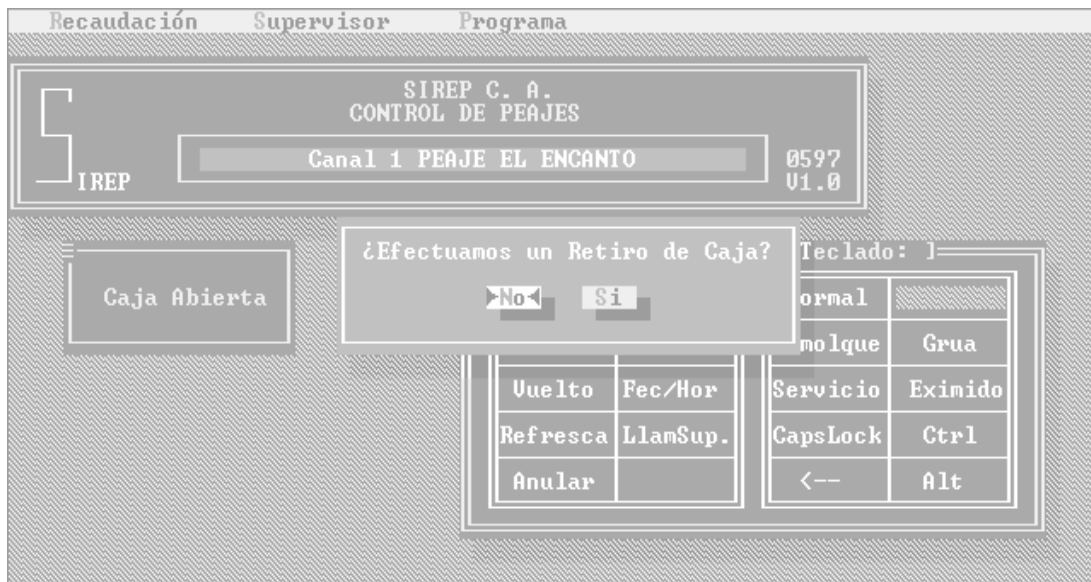 Recaudación Supervisor Programa
SIREP C. A.
CONTROL DE PEAJES
Canal 1 PEAJE EL ENCANTO
0597
SIREP
V1.0
¿Efectuamos un Retiro de Caja?
Teclado: ]
Caja Abierta
No Si
ormal
molque Grua
Vuelto Fec/Hor Servicio Eximido
Refresca LlamSup. CapsLock Ctrl
Anular <-- Alt